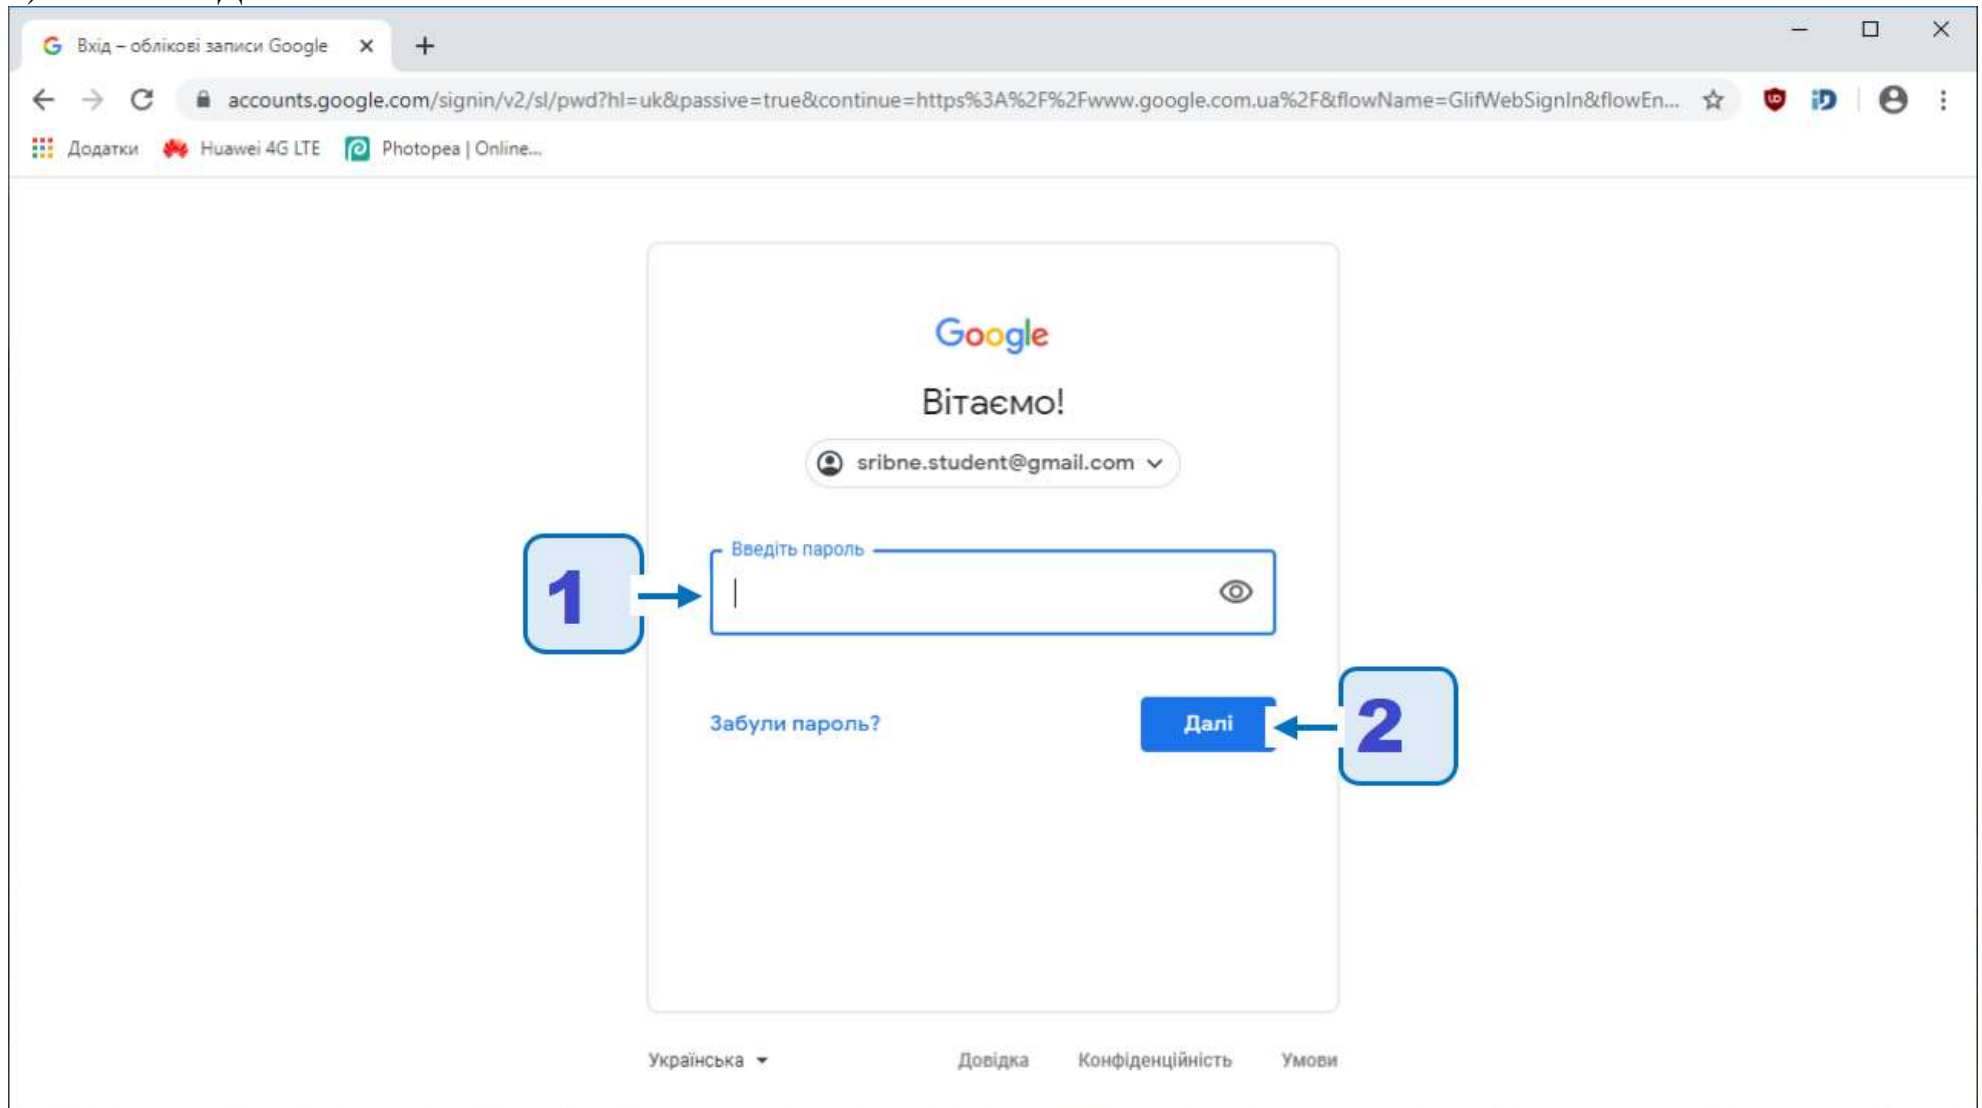 Вхід – облікові записи Google
accounts.google.com/signin/v2/sl/pwd?hl=uk&passive=true&continue=https%3A%2F%2Fwww.google.com.ua%2F&flowName=GlifWebSignIn&flowEn...
Додатки Huawei 4G LTE Photopea | Online...
Google
Вітаємо!
sribne.student@gmail.com
Введіть пароль
1
Забули пароль? Далі
2
Українська Довідка Конфіденційність Умови